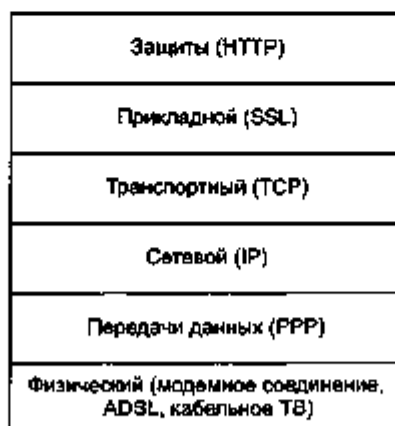 Защиты (HTTP)
Прикладной (SSL)
Транспортный (TCP)
Сетевой (IP)
Передачи данных (PPP)
Физический (модемное соединение,
ADSL, кабельное ТВ)